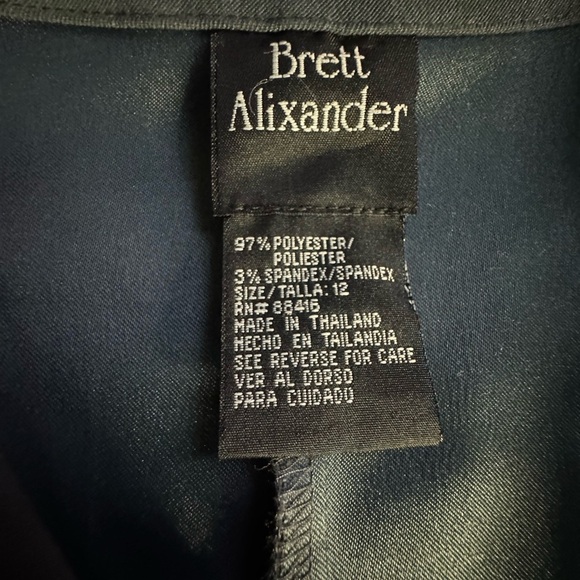 Brett
Alixander
97% POLYESTER/
POLIESTER
3% SPANDEX/SPANDEX
SIZE/TALLA: 12
RN# 88416
MADE IN THAILAND
HECHO EN TAILANDIA
SEE REVERSE FOR CARE
VER AL DORSO
PARA CUIDADO